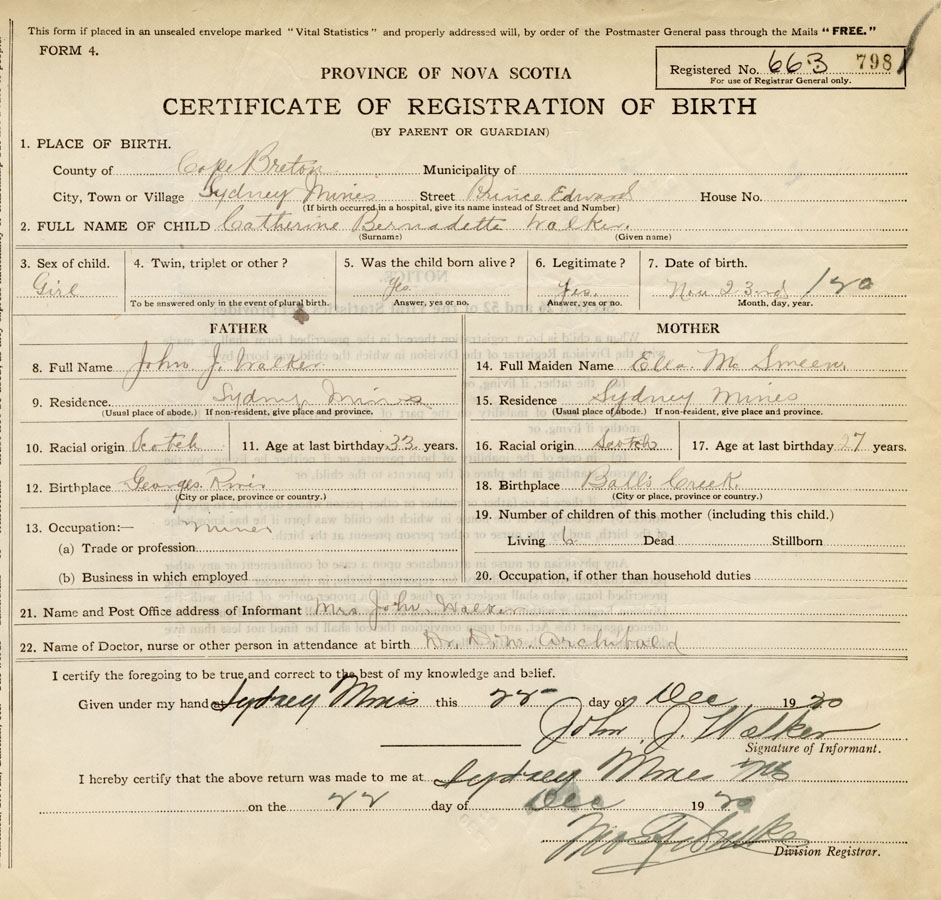 This form if placed in an unsealed envelope marked "Vital Statistics" and properly addressed will, by order of the Postmaster General pass through the Mails "FREE."
FORM 4.
Registered No. 663 798
For use of Registrar General only.
PROVINCE OF NOVA SCOTIA
CERTIFICATE OF REGISTRATION OF BIRTH
(BY PARENT OR GUARDIAN)
1. PLACE OF BIRTH.
County of Cape Breton Municipality of
City, Town or Village Sydney Mines Street Prince Edward House No.
(If birth occurred in a hospital, give its name instead of Street and Number)
2. FULL NAME OF CHILD Catherine Bernadette Walker.
(Surname) (Given name)
3. Sex of child. 4. Twin, triplet or other? 5. Was the child born alive? 6. Legitimate? 7. Date of birth.
Girl Yes. Yes. Nov 23rd
To be answered only in the event of plural birth. Answer, yes or no. Answer, yes or no. Month, day, year.
FATHER MOTHER
8. Full Name John J. Walker. 14. Full Maiden Name Ella Mc
9. Residence. Sydney Mines 15. Residence Sydney Mines
(Usual place of abode.) If non-resident, give place and province. (Usual place of abode.) If non-resident, give place and province.
10. Racial origin Scotch 11. Age at last birthday 33 years. 16. Racial origin Scotch 17. Age at last birthday 27 years.
12. Birthplace Georges River 18. Birthplace Balls Creek
(City or place, province or country.) (City or place, province or country.)
13. Occupation:— Miner 19. Number of children of this mother (including this child.)
(a) Trade or profession Living 6 Dead Stillborn
(b) Business in which employed 20. Occupation, if other than household duties
21. Name and Post Office address of Informant Mrs John Walker
22. Name of Doctor, nurse or other person in attendance at birth Dr. Archibald
I certify the foregoing to be true and correct to the best of my knowledge and belief.
Given under my hand at Sydney Mines this 22 day of Dec 1920
John J. Walker
Signature of Informant.
I hereby certify that the above return was made to me at Sydney Mines NS
on the 22 day of Dec 1920
Division Registrar.